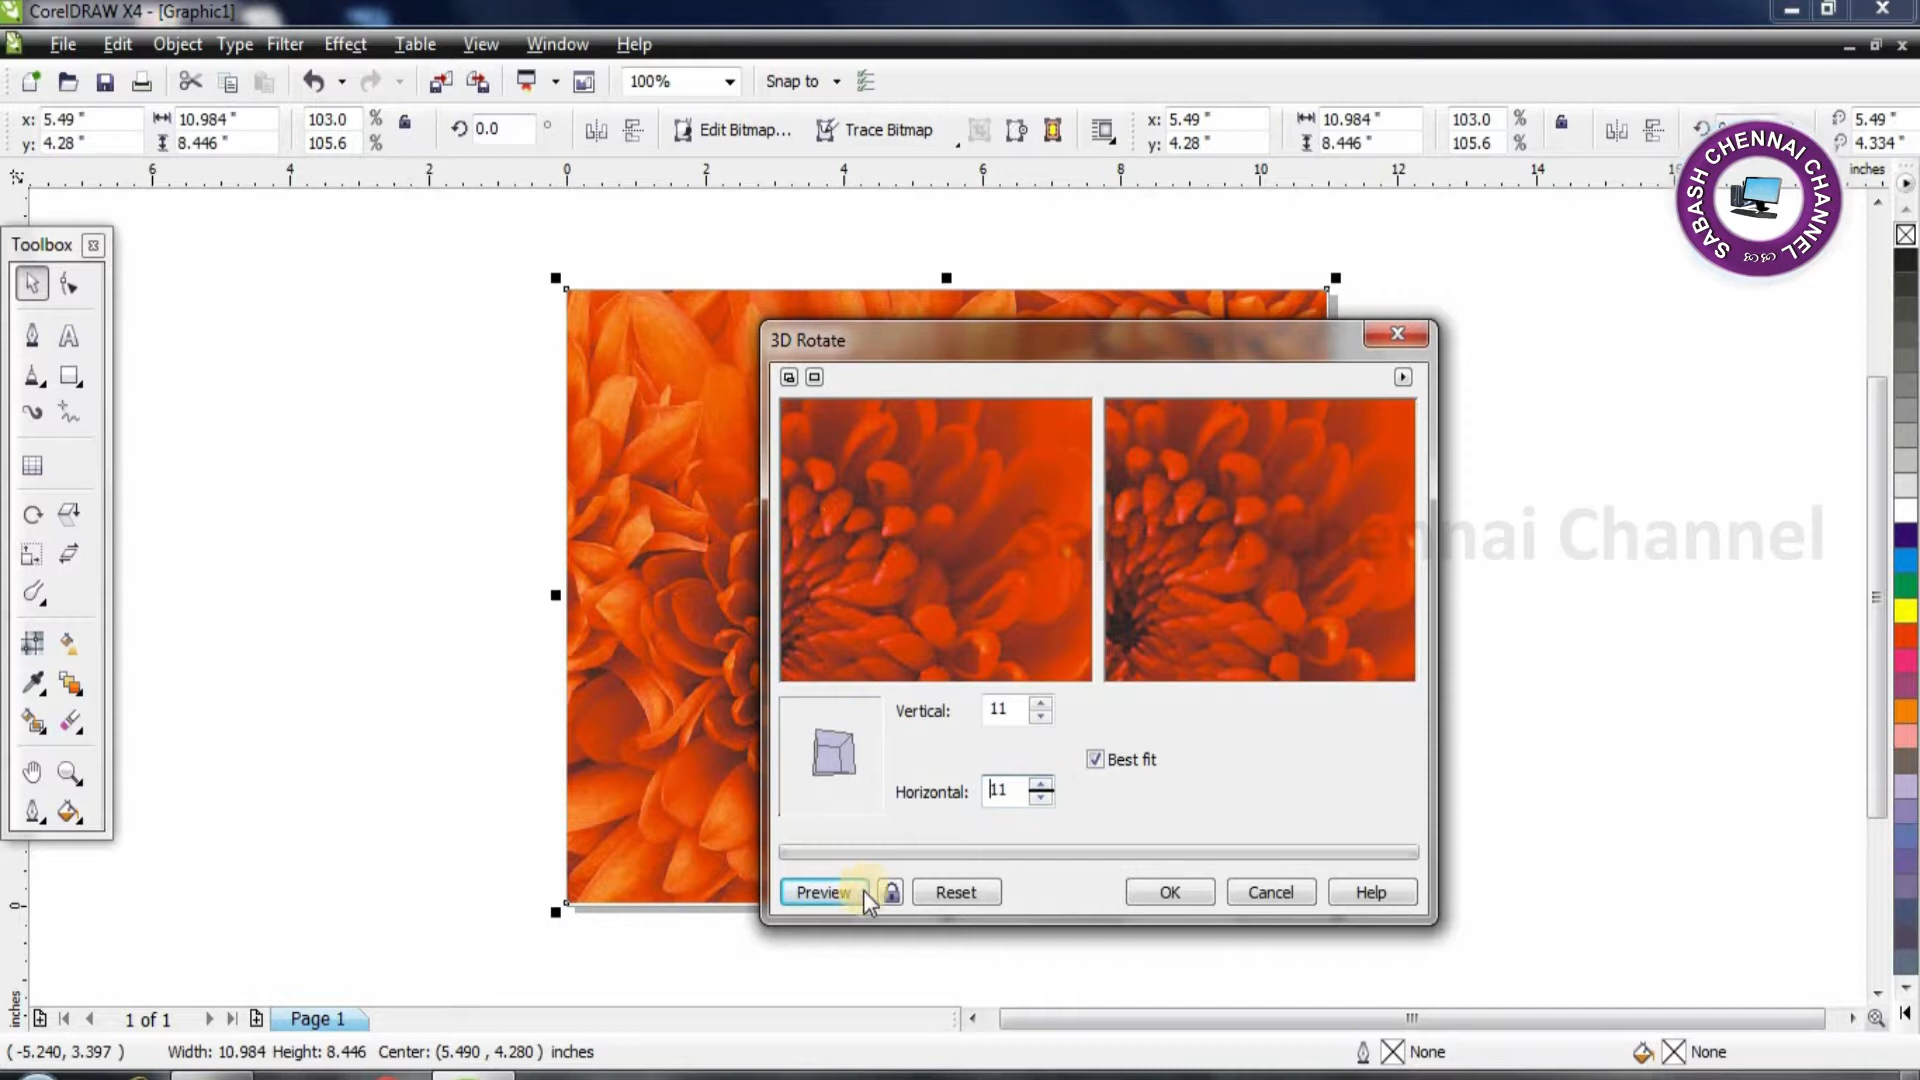 CorelDRAW X4 - [Graphic1]
File Edit Object Type Filter Effect Table View Window Help
100% Snap to
x: 5.49 " 10.984 " 103.0 % 0.0 ° Edit Bitmap... Trace Bitmap x: 5.49 " 10.984 " 103.0 % 5.49 "
y: 4.28 " 8.446 " 105.6 % y: 4.28 " 8.446 " 105.6 % 4.334 "
6 4 2 0 2 4 6 8 10 12 14 inches
SABASH CHENNAI CHANNEL
Toolbox
3D Rotate
Chennai Channel
Vertical: 11
Best fit
Horizontal: 11
Preview Reset OK Cancel Help
0
inches
1 of 1 Page 1
( -5.240, 3.397 ) Width: 10.984 Height: 8.446 Center: (5.490 , 4.280 ) inches None None